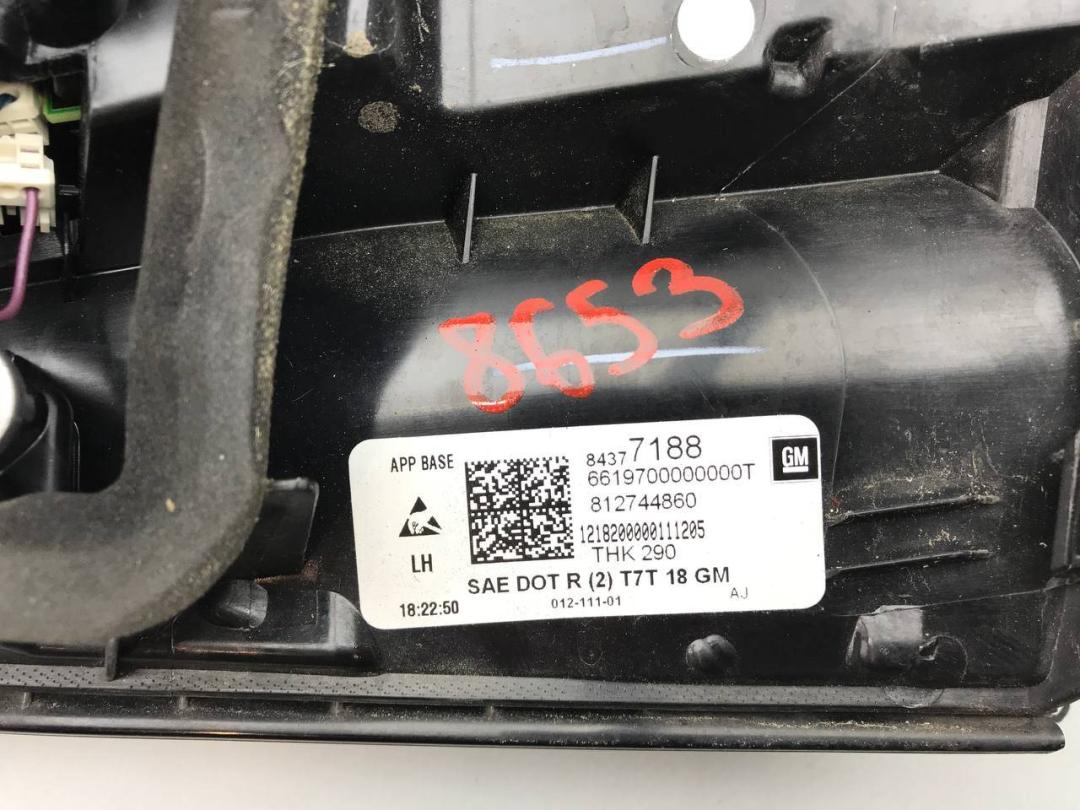 8653
APP BASE
84377188
GM
6619700000000T
812744860
1218200000111205
THK 290
LH
SAE DOT R (2) T7T 18 GM
18:22:50
012-111-01
AJ